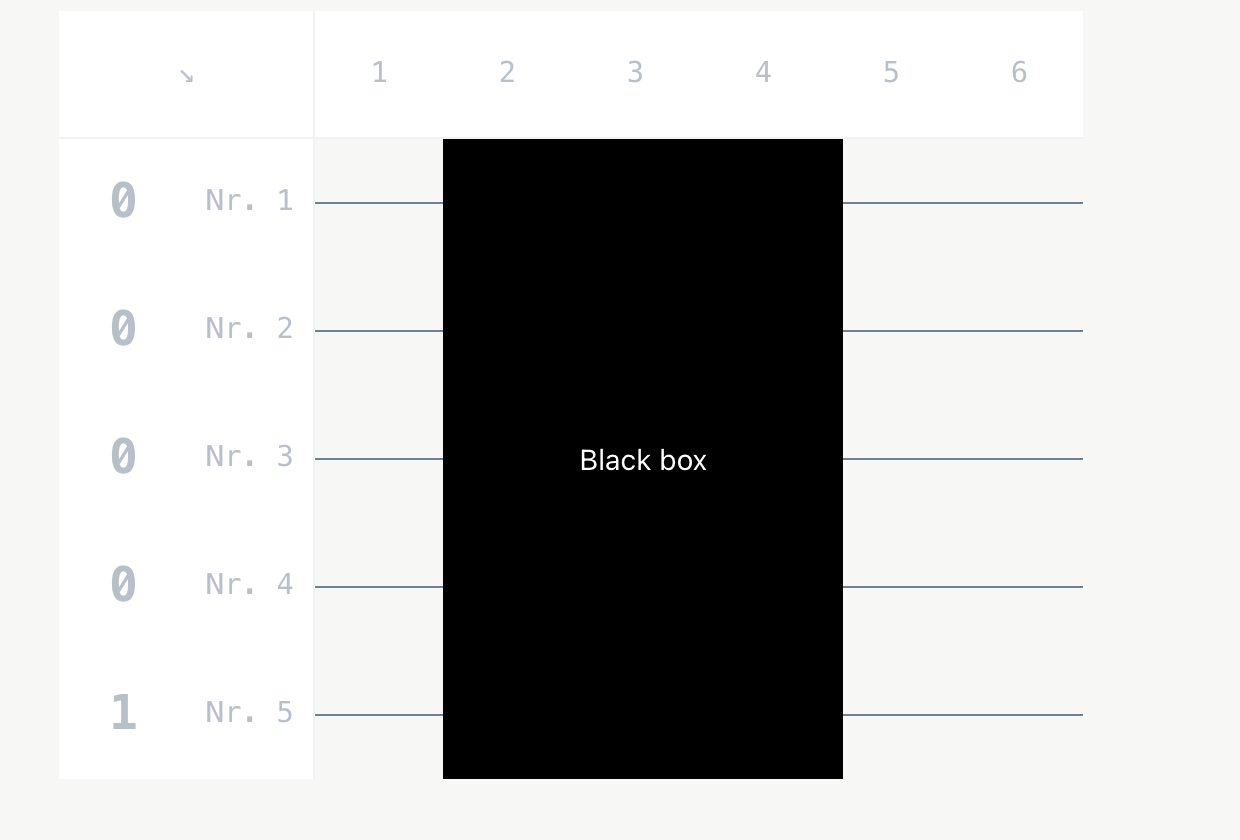 ↘ 1 2 3 4 5 6
0 Nr. 1
0 Nr. 2
0 Nr. 3
Black box
0 Nr. 4
1 Nr. 5